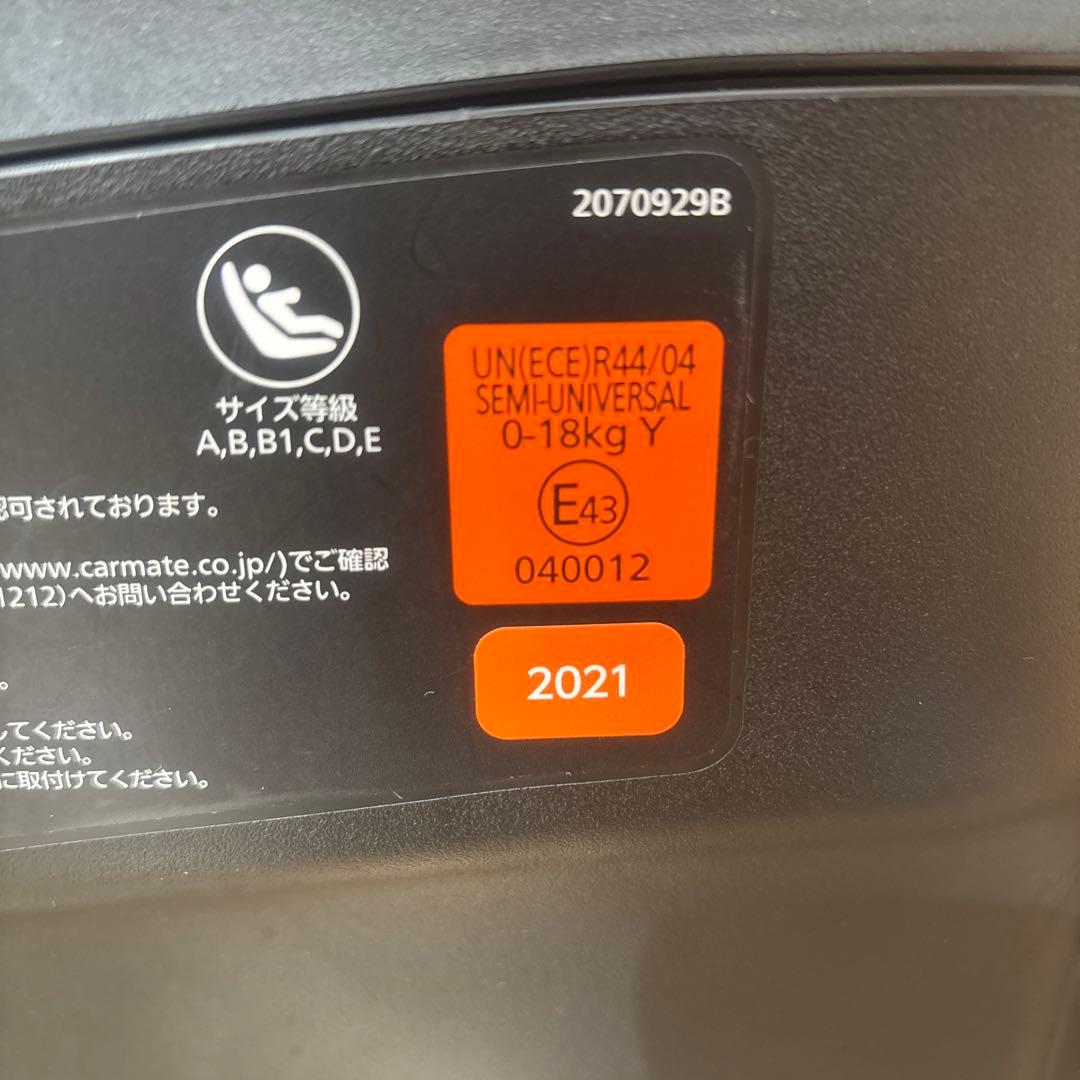 2070929B
サイズ等級
A,B,B1,C,D,E
認可されております。
www.carmate.co.jp/)でご確認
1212)へお問い合わせください。
。
してください。
ください。
に取付けてください。
UN(ECE)R44/04
SEMI-UNIVERSAL
0-18kg Y
E43
040012
2021